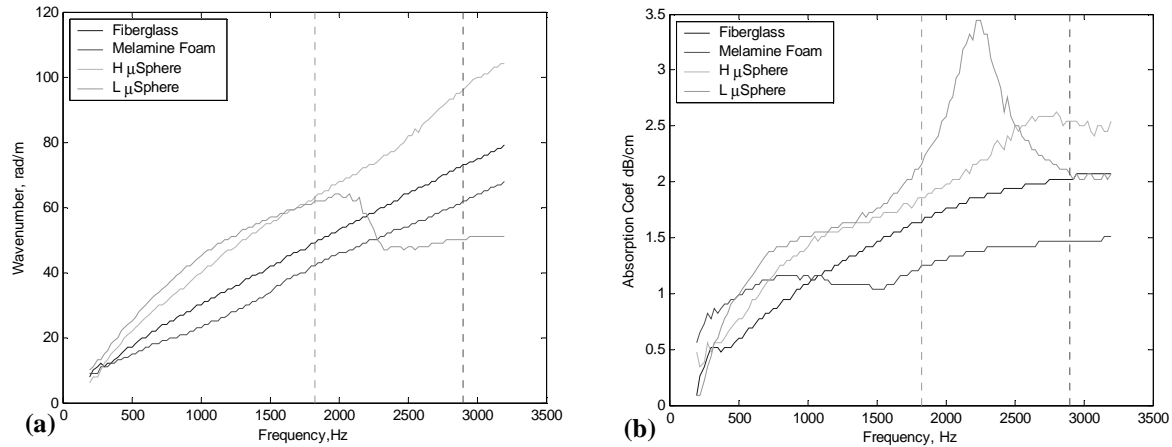 Fiberglass
Melamine Foam
H µSphere
L µSphere
120
100
80
60
40
20
0
Wavenumber, rad/m
0 500 1000 1500 2000 2500 3000 3500
Frequency,Hz
(a)
Fiberglass
Melamine Foam
H µSphere
L µSphere
3.5
3
2.5
2
1.5
1
0.5
0
Absorption Coef dB/cm
0 500 1000 1500 2000 2500 3000 3500
Frequency, Hz
(b)